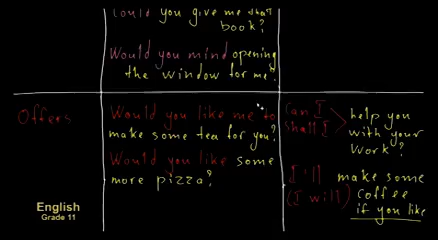 Could you give me that
book?
Would you mind opening
the window for me?
Offers
Would you like me to
make some tea for you?
Would you like some
more pizza?
Can I
shall I
help you
with your
work?
I'll
(I will)
make some
coffee
if you like
English
Grade 11